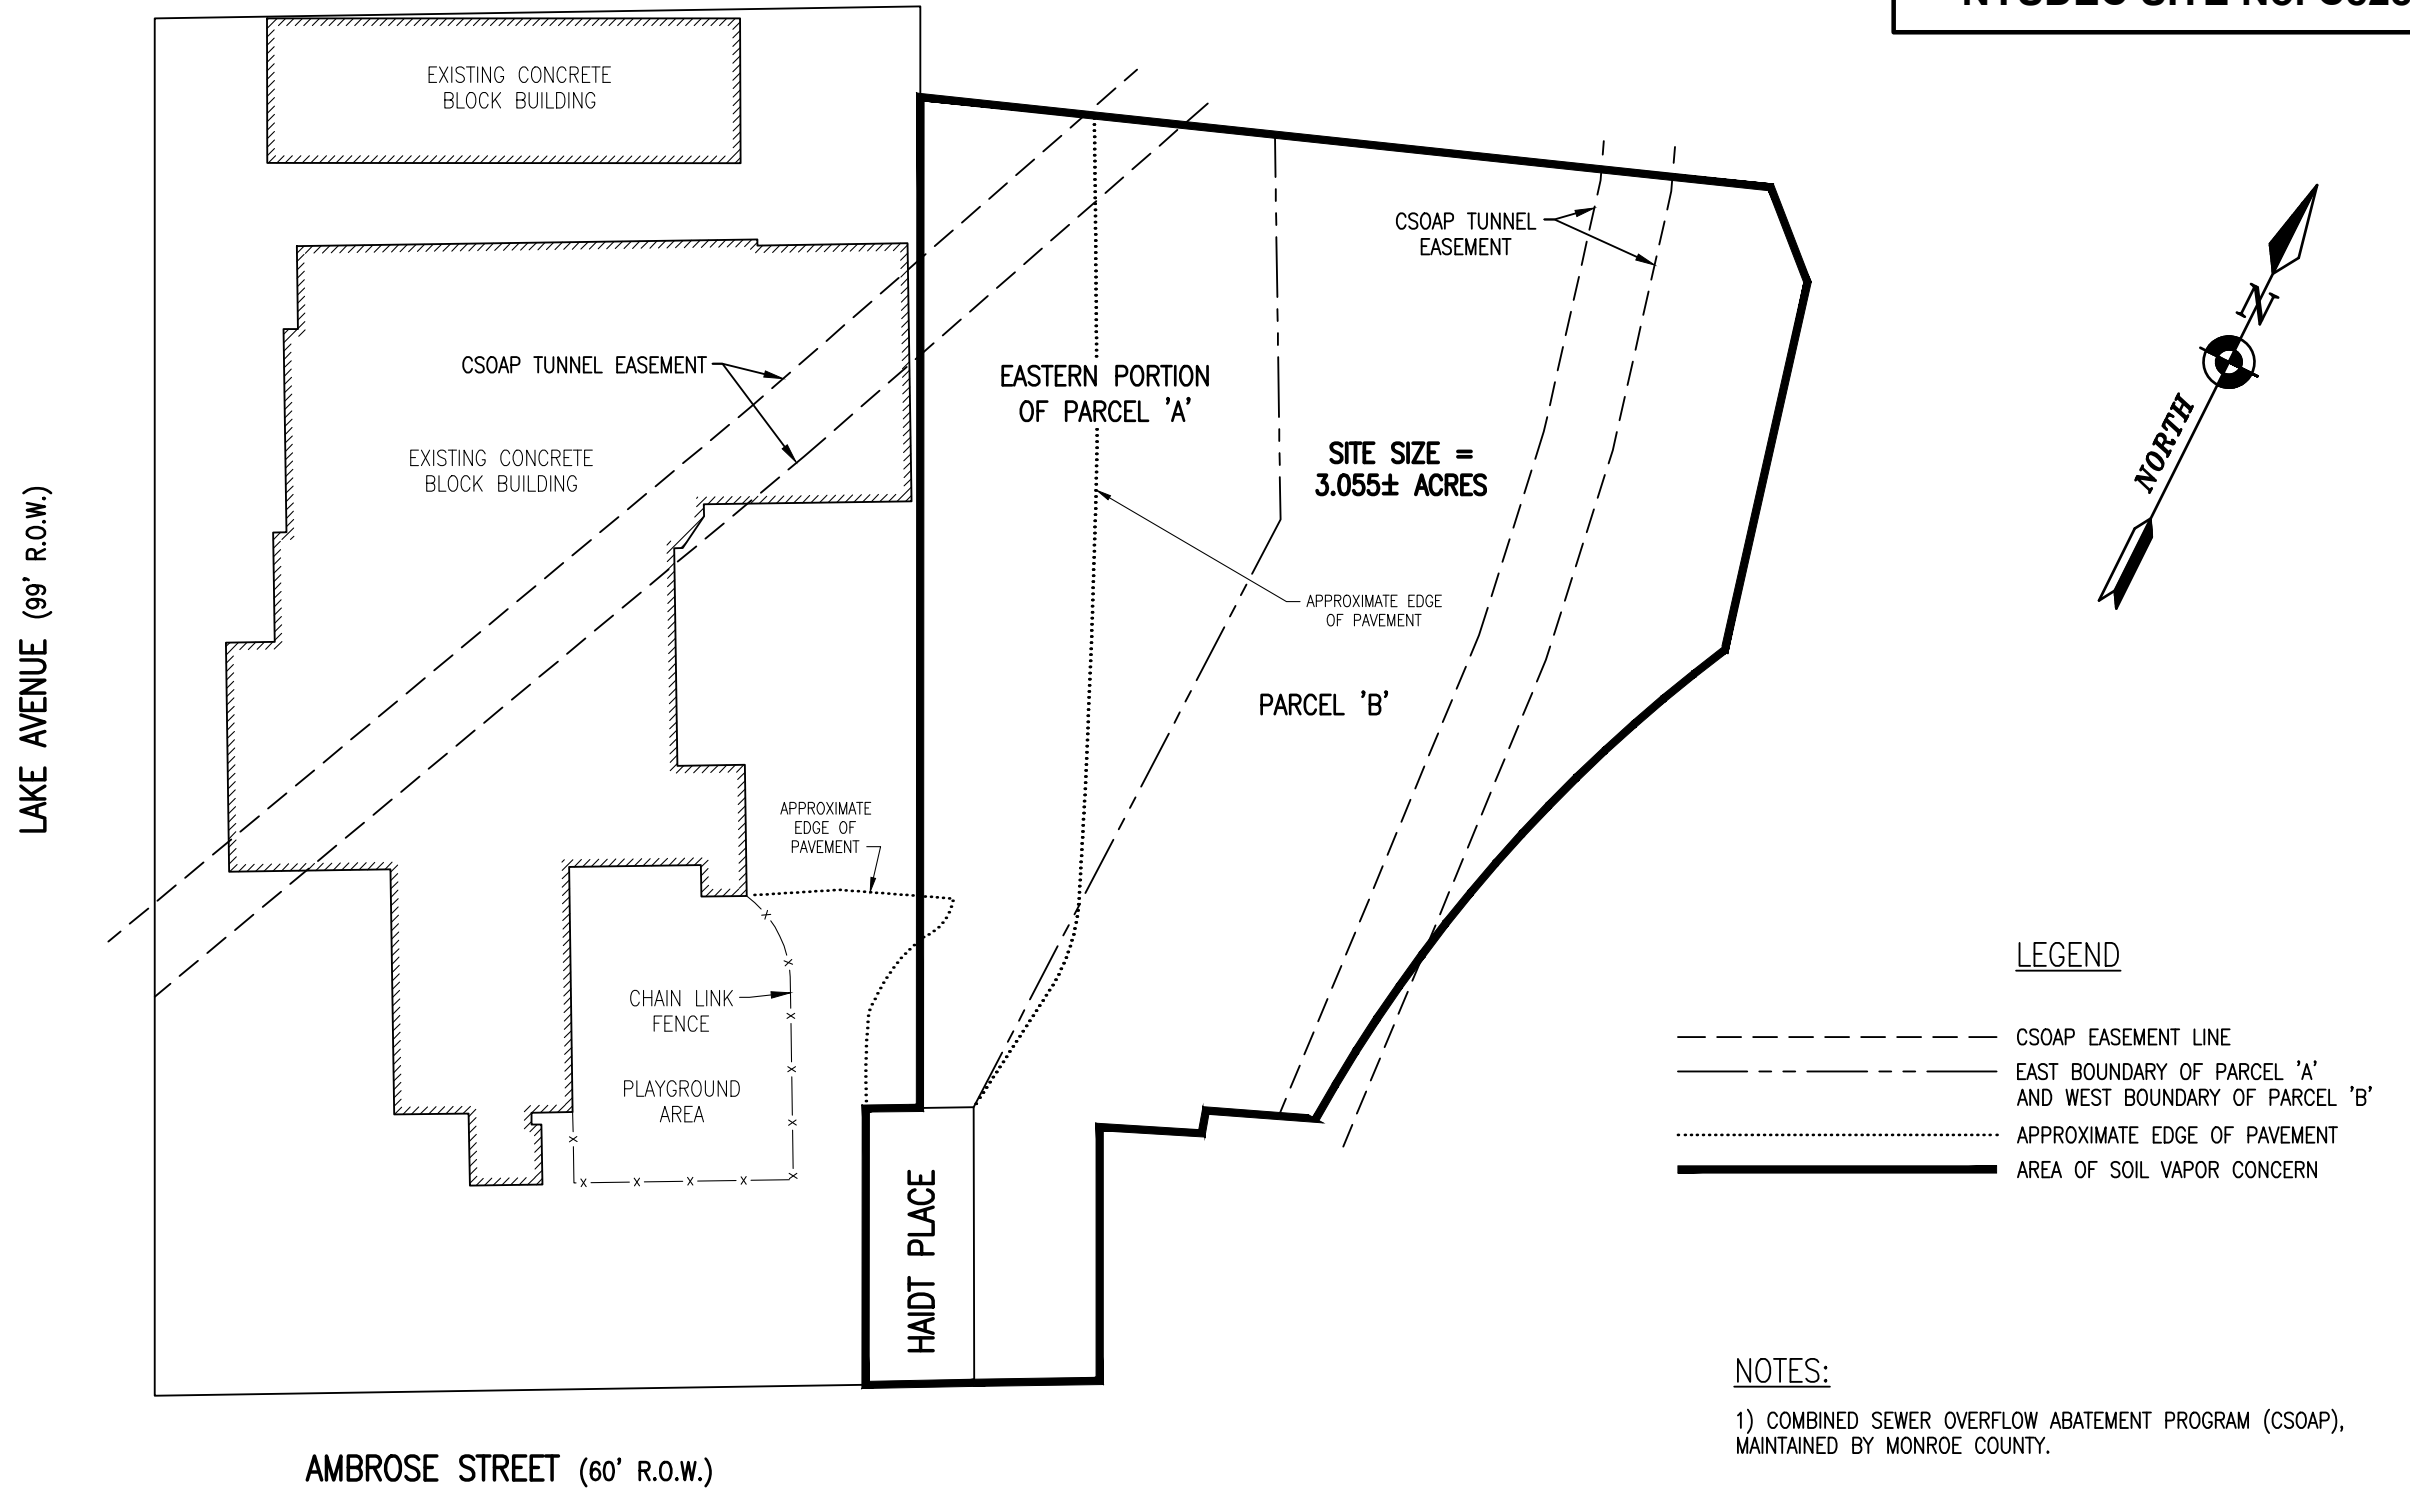 EXISTING CONCRETE
BLOCK BUILDING
CSOAP TUNNEL
EASEMENT
N
NORTH
CSOAP TUNNEL EASEMENT
EASTERN PORTION
OF PARCEL 'A'
EXISTING CONCRETE
BLOCK BUILDING
SITE SIZE =
3.055± ACRES
LAKE AVENUE (99' R.O.W.)
APPROXIMATE EDGE
OF PAVEMENT
PARCEL 'B'
APPROXIMATE
EDGE OF
PAVEMENT
CHAIN LINK
FENCE
PLAYGROUND
AREA
HAIDT PLACE
LEGEND
CSOAP EASEMENT LINE
EAST BOUNDARY OF PARCEL 'A'
AND WEST BOUNDARY OF PARCEL 'B'
APPROXIMATE EDGE OF PAVEMENT
AREA OF SOIL VAPOR CONCERN
NOTES:
1) COMBINED SEWER OVERFLOW ABATEMENT PROGRAM (CSOAP),
MAINTAINED BY MONROE COUNTY.
AMBROSE STREET (60' R.O.W.)